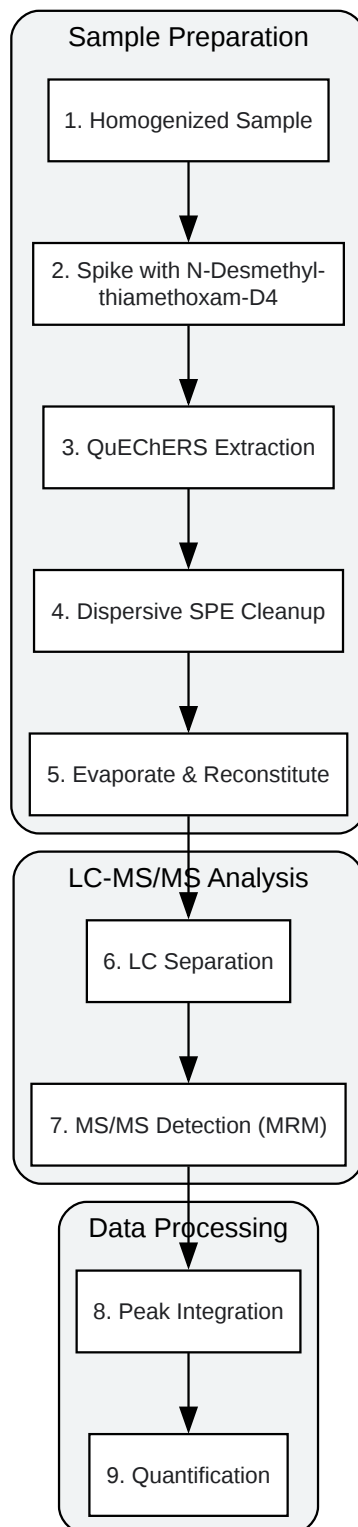 Sample Preparation
1. Homogenized Sample
2. Spike with N-Desmethyl-
thiamethoxam-D4
3. QuEChERS Extraction
4. Dispersive SPE Cleanup
5. Evaporate & Reconstitute
LC-MS/MS Analysis
6. LC Separation
7. MS/MS Detection (MRM)
Data Processing
8. Peak Integration
9. Quantification